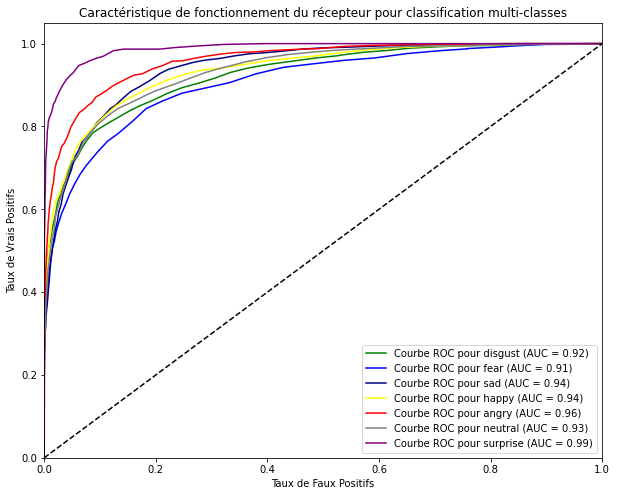 Caractéristique de fonctionnement du récepteur pour classification multi-classes
Taux de Vrais Positifs
1.0
0.8
0.6
0.4
0.2
0.0
Courbe ROC pour disgust (AUC = 0.92)
Courbe ROC pour fear (AUC = 0.91)
Courbe ROC pour sad (AUC = 0.94)
Courbe ROC pour happy (AUC = 0.94)
Courbe ROC pour angry (AUC = 0.96)
Courbe ROC pour neutral (AUC = 0.93)
Courbe ROC pour surprise (AUC = 0.99)
0.0 0.2 0.4 0.6 0.8 1.0
Taux de Faux Positifs